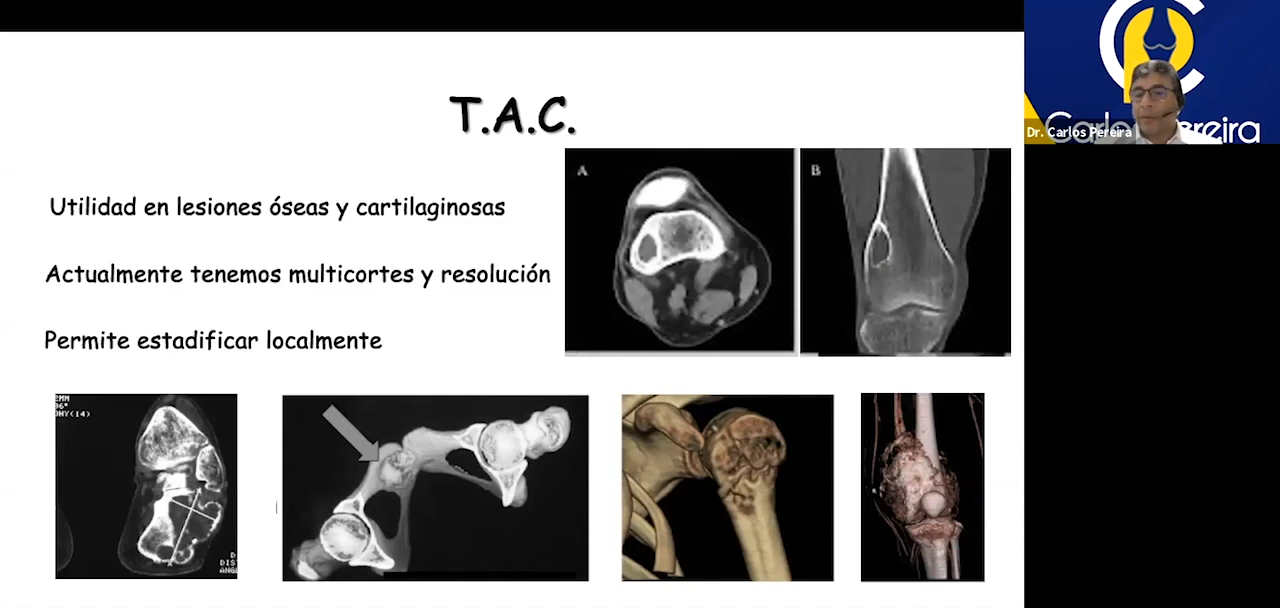 T.A.C.
Utilidad en lesiones óseas y cartilaginosas
Actualmente tenemos multicortes y resolución
Permite estadificar localmente
A
B
Dr. Carlos Pereira